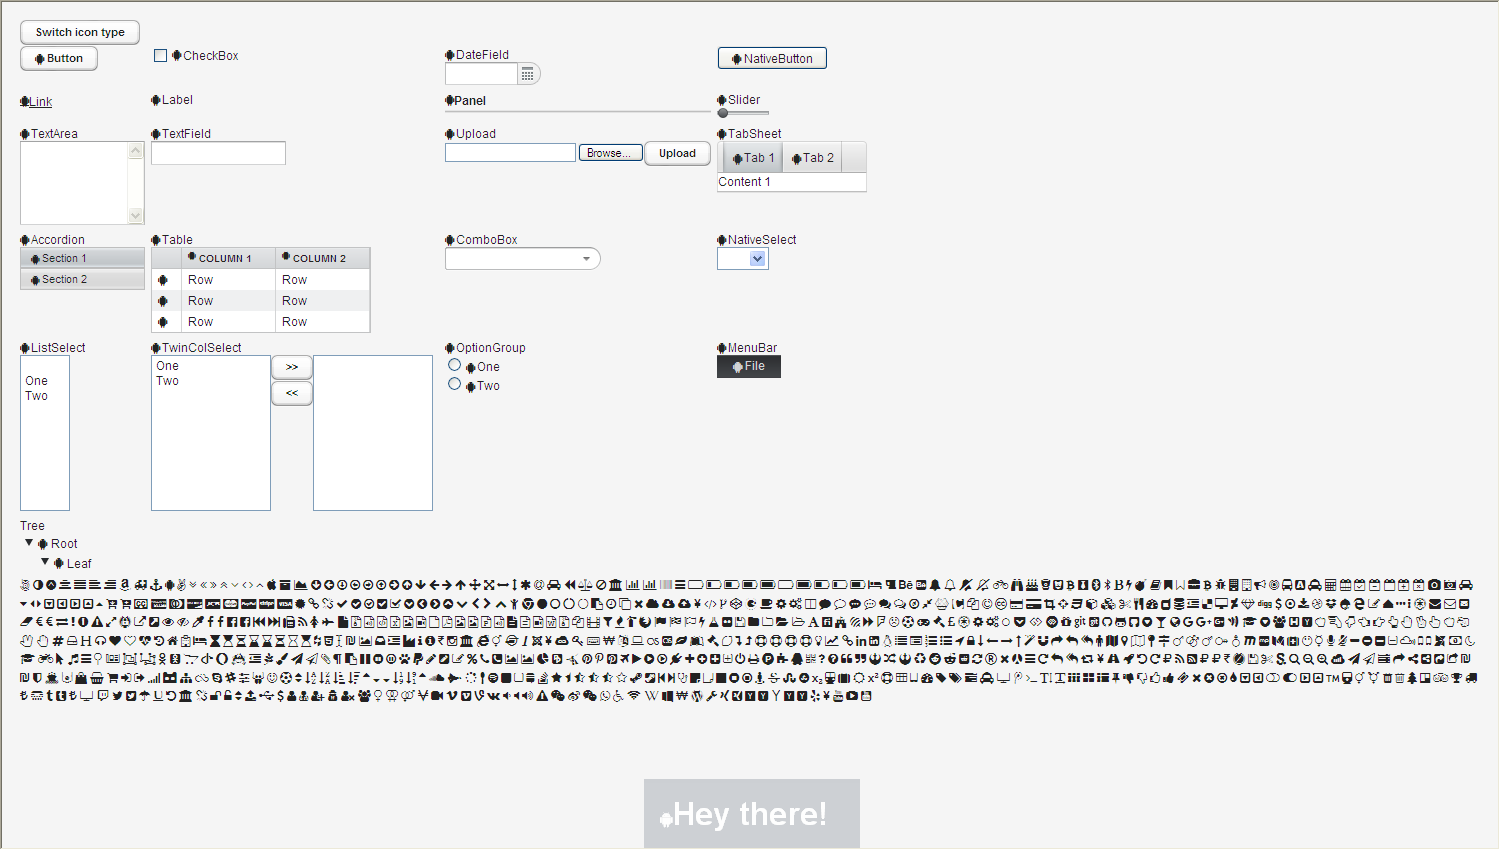 Switch icon type
Button
CheckBox
DateField
NativeButton
Link
Label
Panel
Slider
TextArea
TextField
Upload
TabSheet
Browse... Upload
Tab 1 Tab 2
Content 1
Accordion
Table
ComboBox
NativeSelect
Section 1
Section 2
COLUMN 1 COLUMN 2
Row Row
Row Row
Row Row
ListSelect
TwinColSelect
OptionGroup
MenuBar
One
Two
One
Two
>>
<<
One
Two
File
Tree
Root
Leaf
Hey there!